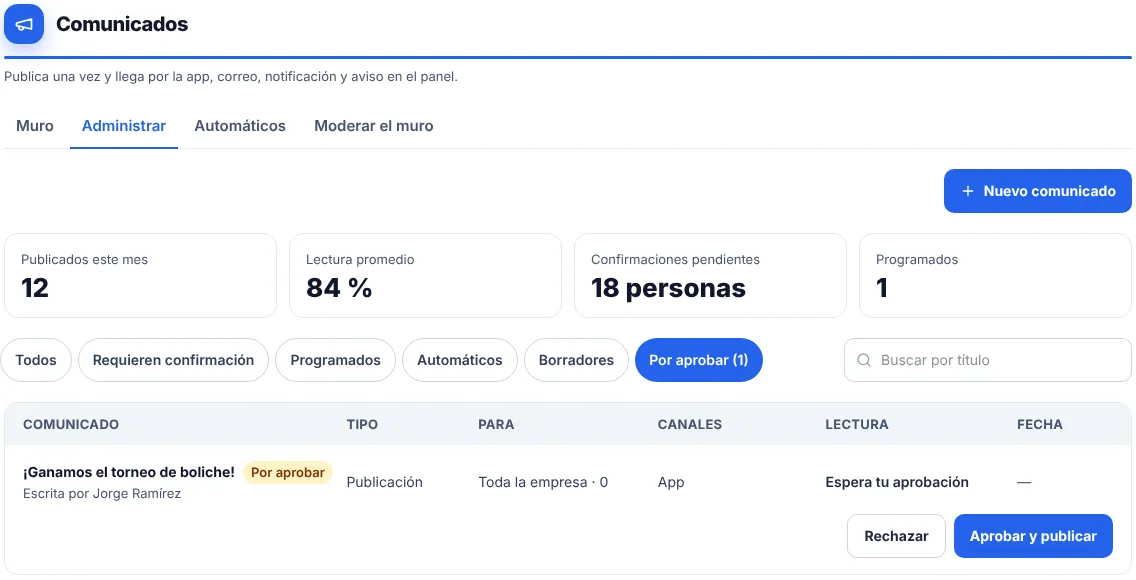 Comunicados
Publica una vez y llega por la app, correo, notificación y aviso en el panel.
Muro Administrar Automáticos Moderar el muro
+ Nuevo comunicado
Publicados este mes
12
Lectura promedio
84 %
Confirmaciones pendientes
18 personas
Programados
1
Todos Requieren confirmación Programados Automáticos Borradores Por aprobar (1) Buscar por título
COMUNICADO TIPO PARA CANALES LECTURA FECHA
¡Ganamos el torneo de boliche! Por aprobar
Escrita por Jorge Ramírez
Publicación Toda la empresa · 0 App Espera tu aprobación —
Rechazar Aprobar y publicar